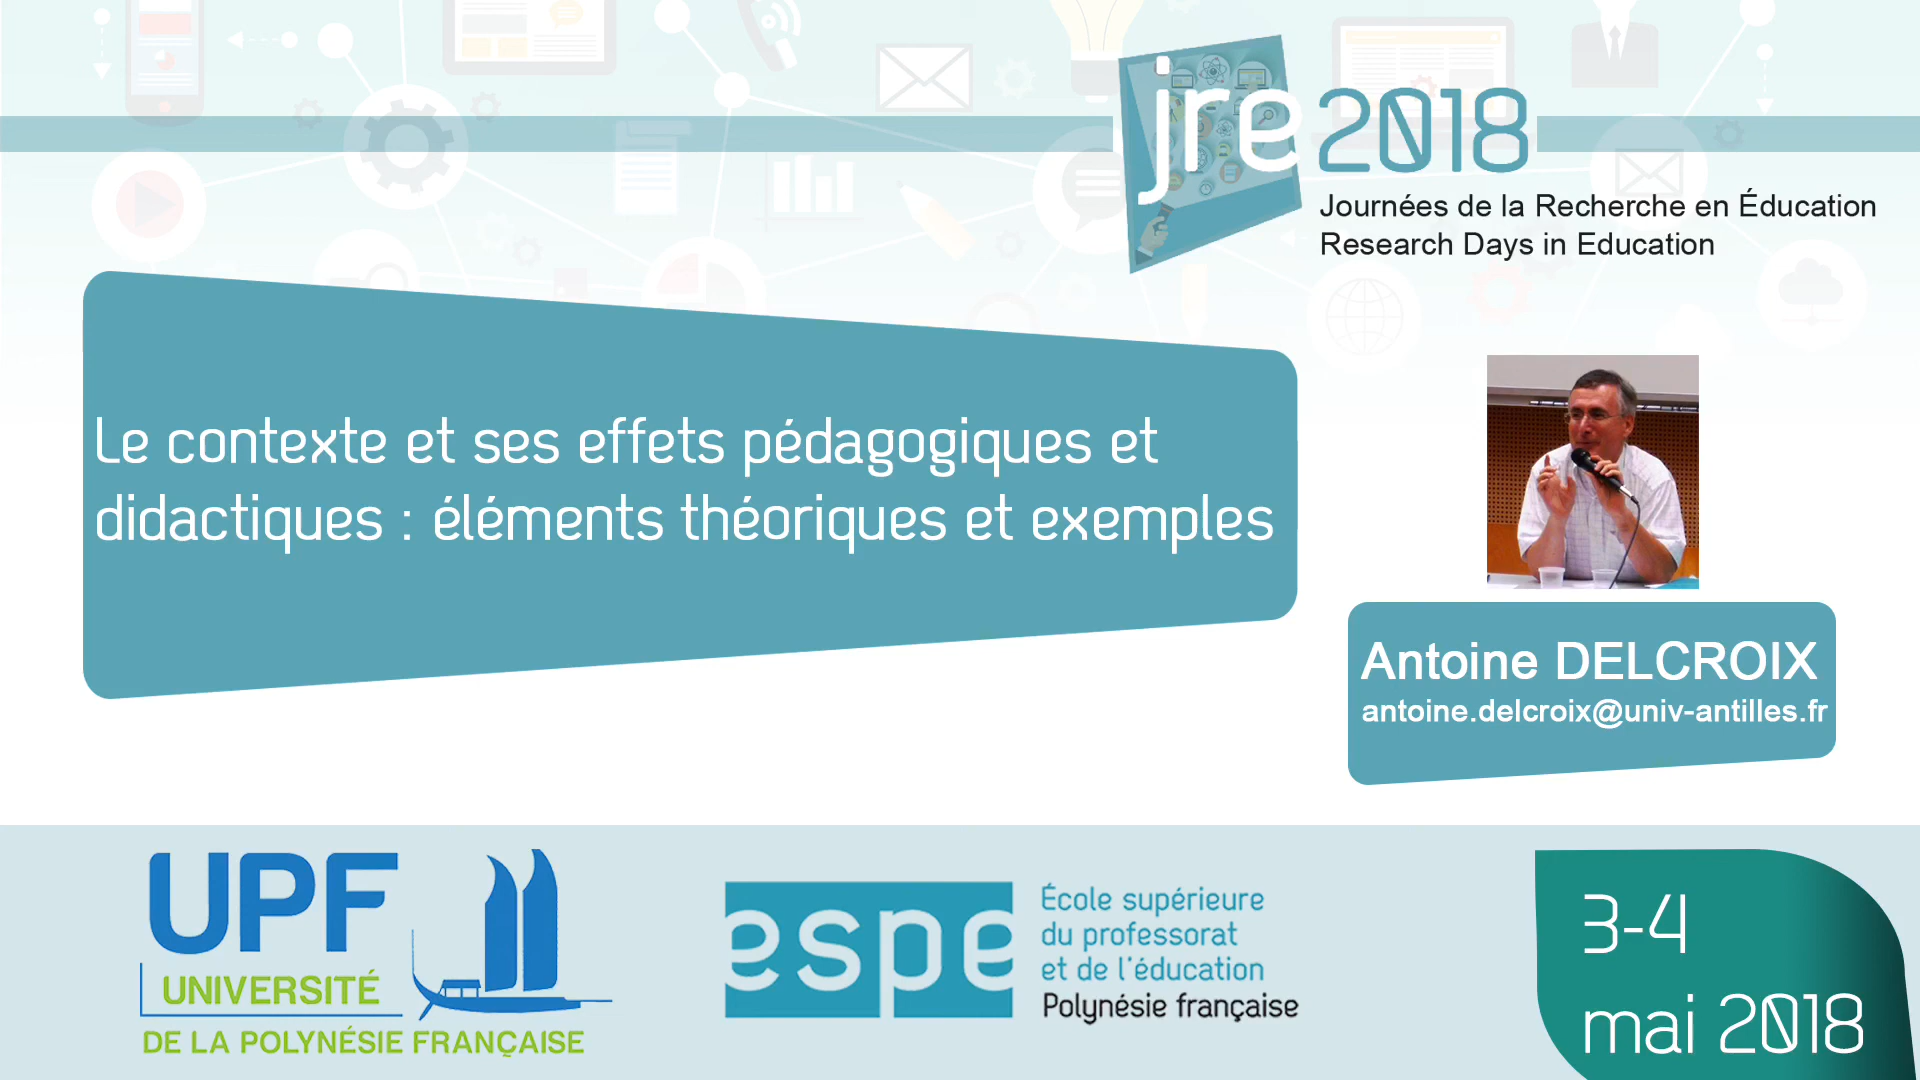 jre 2018
Journées de la Recherche en Éducation
Research Days in Education
Le contexte et ses effets pédagogiques et
didactiques : éléments théoriques et exemples
Antoine DELCROIX
antoine.delcroix@univ-antilles.fr
UPF
UNIVERSITÉ
DE LA POLYNÉSIE FRANÇAISE
espe
École supérieure
du professorat
et de l'éducation
Polynésie française
3-4
mai 2018